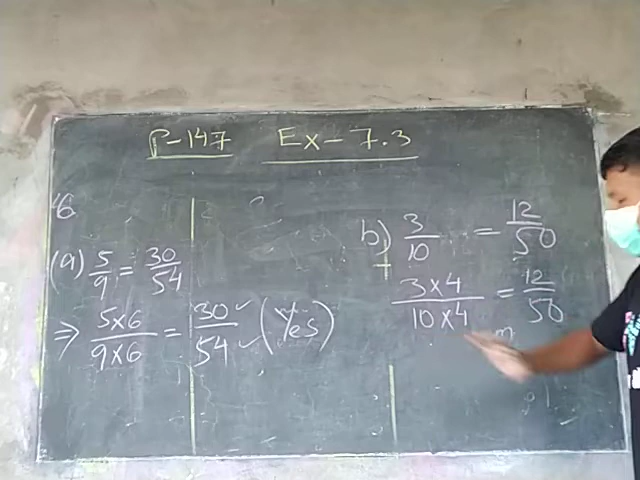 P-147 Ex-7.3
6.
(a) 5/9 = 30/54
⇒ 5×6/9×6 = 30/54 (Yes)
b) 3/10 = 12/50
3×4/10×4 = 12/50